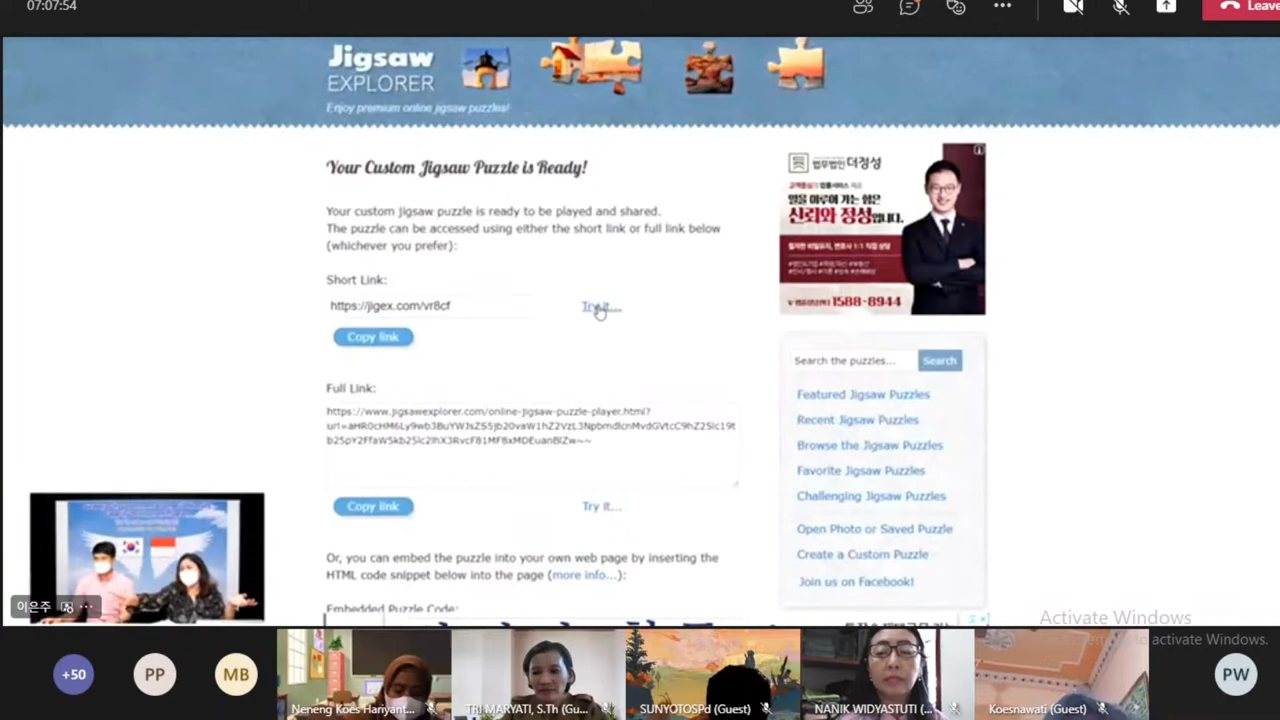 07:07:54
Leave
Jigsaw
EXPLORER
Enjoy premium online jigsaw puzzles!
Your Custom Jigsaw Puzzle is Ready!
Your custom jigsaw puzzle is ready to be played and shared.
The puzzle can be accessed using either the short link or full link below
(whichever you prefer):
Short Link:
https://jigex.com/vr8cf
Try it...
Copy link
Full Link:
https://www.jigsawexplorer.com/online-jigsaw-puzzle-player.html?
Copy link
Try it...
Or, you can embed the puzzle into your own web page by inserting the
HTML code snippet below into the page (more info...):
Embedded Puzzle Code:
법무법인 더정성
신뢰와 정성입니다.
1588-8944
Search the puzzles...
Search
Featured Jigsaw Puzzles
Recent Jigsaw Puzzles
Browse the Jigsaw Puzzles
Favorite Jigsaw Puzzles
Challenging Jigsaw Puzzles
Open Photo or Saved Puzzle
Create a Custom Puzzle
Join us on Facebook!
이은주
Activate Windows
to activate Windows.
+50
PP
MB
Neneng Koes Hariyant...
TRI MARYATI, S.Th (Gu...
SUNYOTOSPd (Guest)
NANIK WIDYASTUTI (...
Koesnawati (Guest)
PW